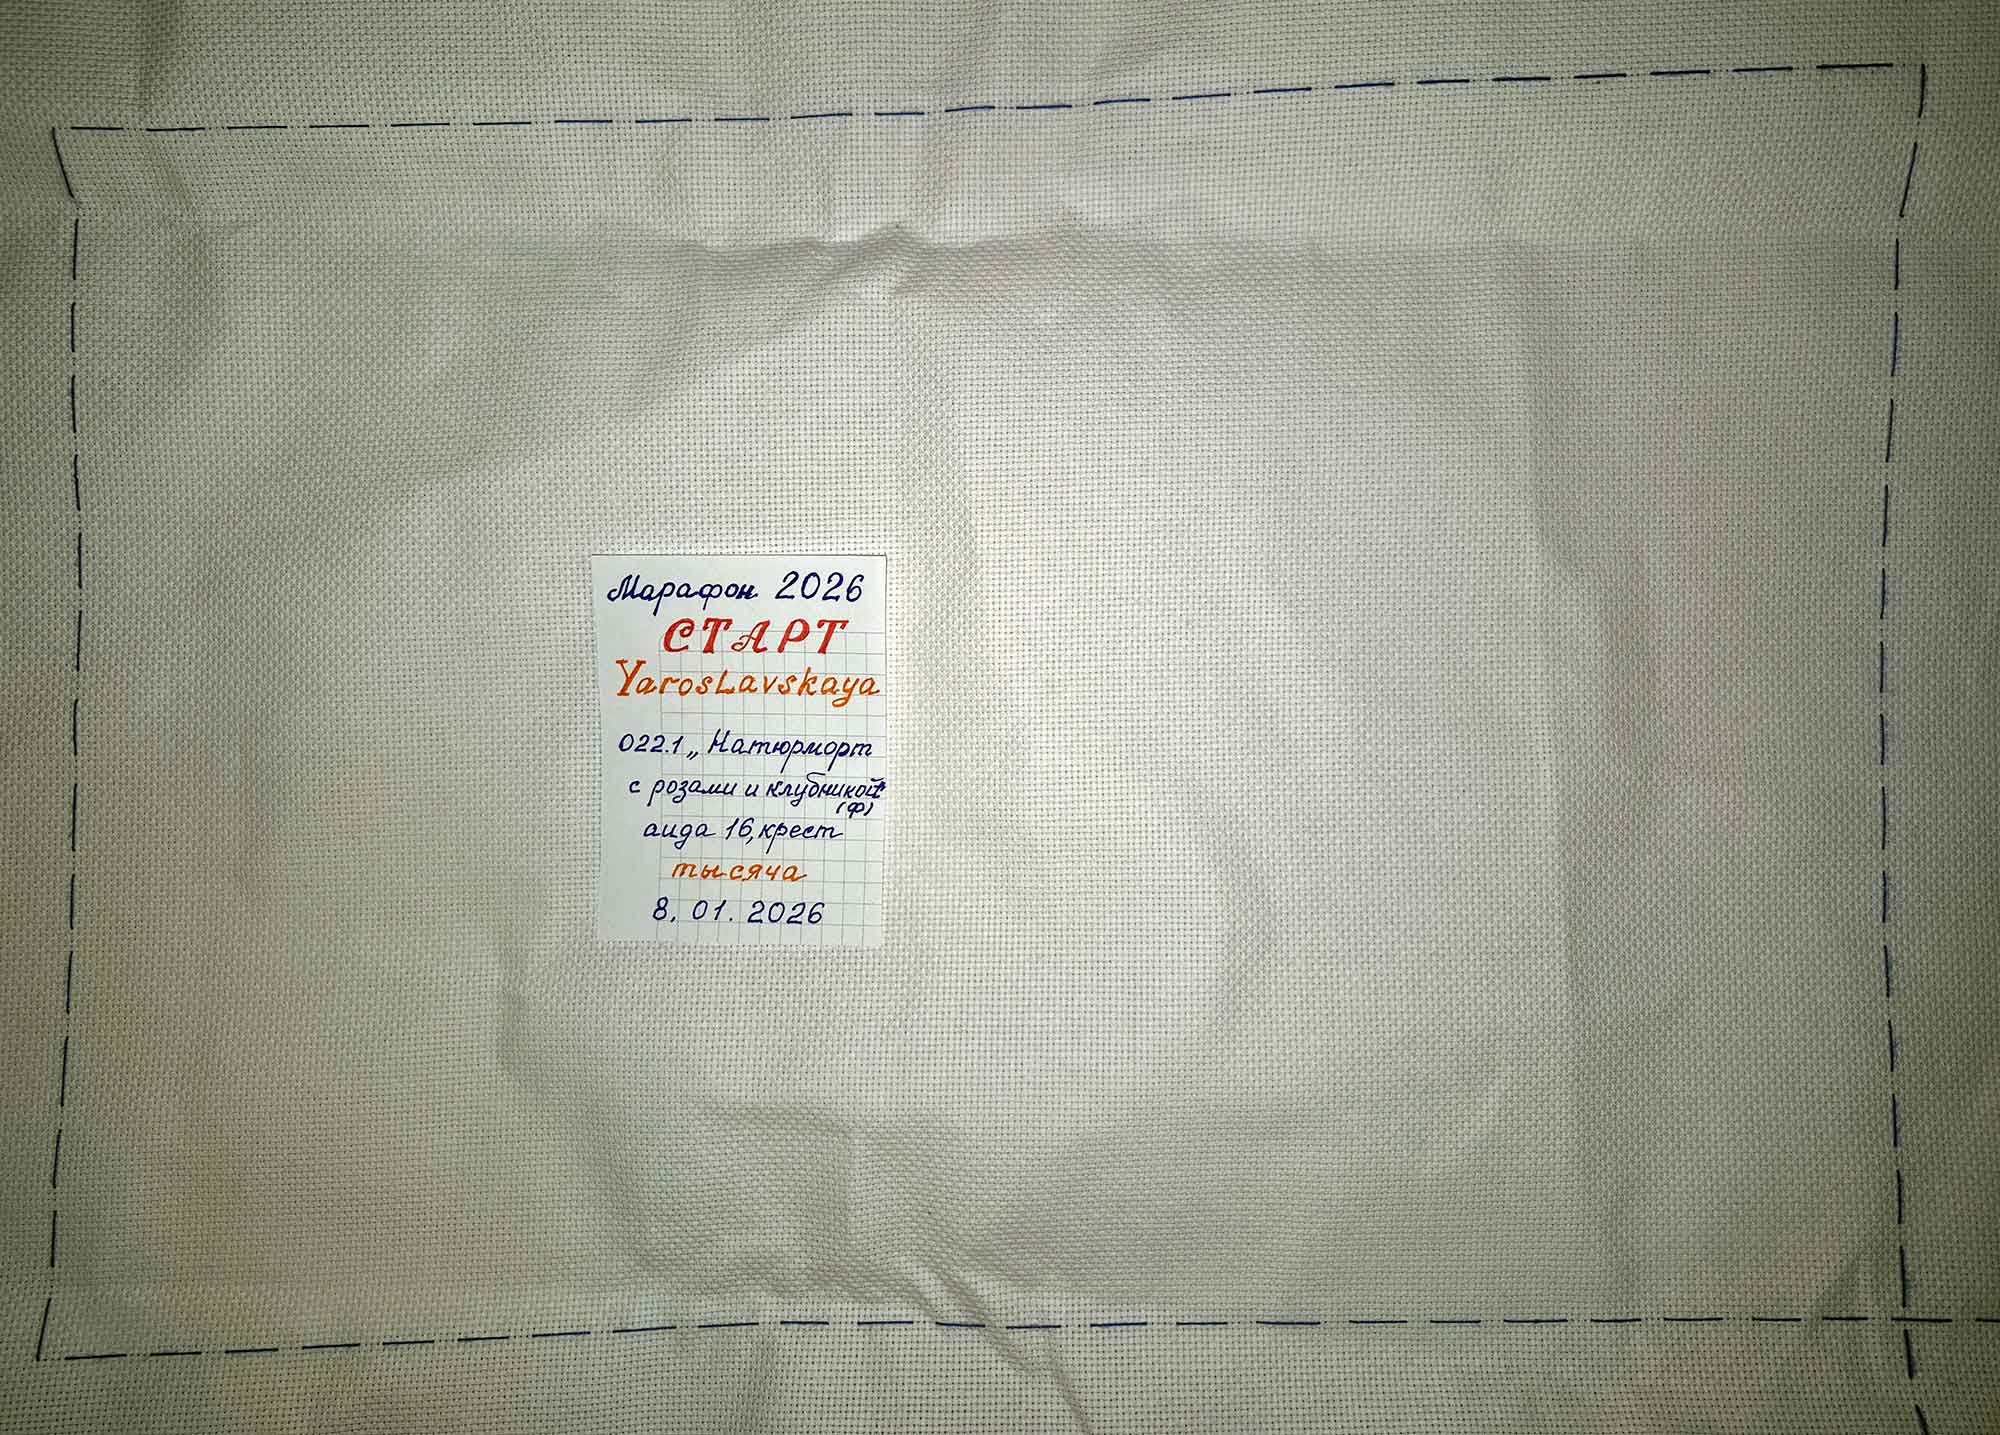 Марафон 2026
СТАРТ
Yaroslavskaya
022.1 „Натюрморт
с розами и клубникой"
(ф)
аида 16, крест
тысяча
8. 01. 2026